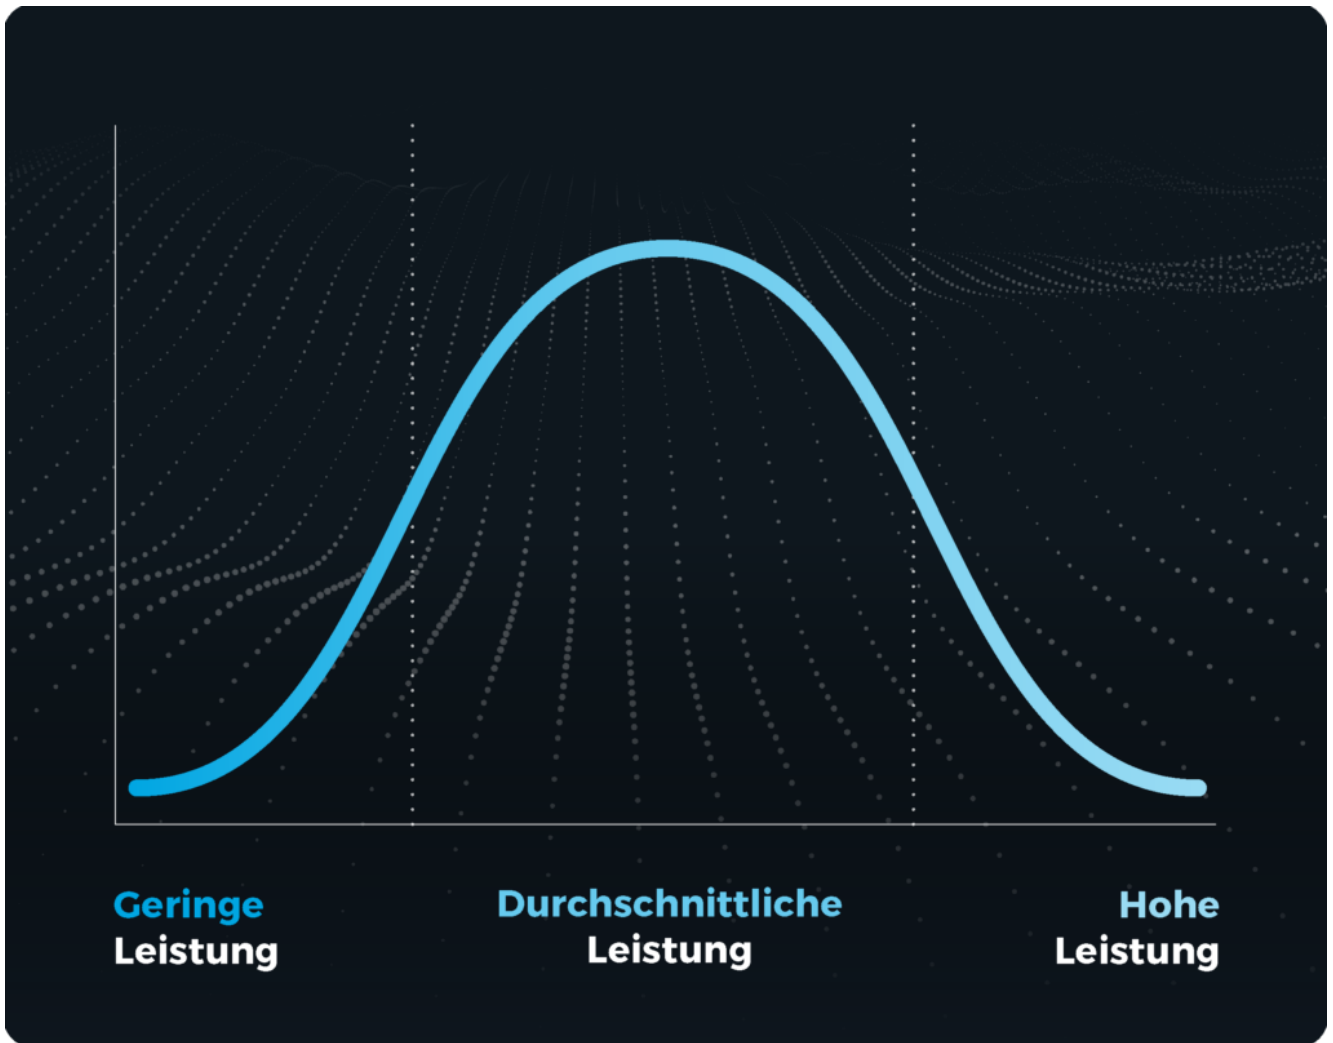 Geringe
Leistung
Durchschnittliche
Leistung
Hohe
Leistung